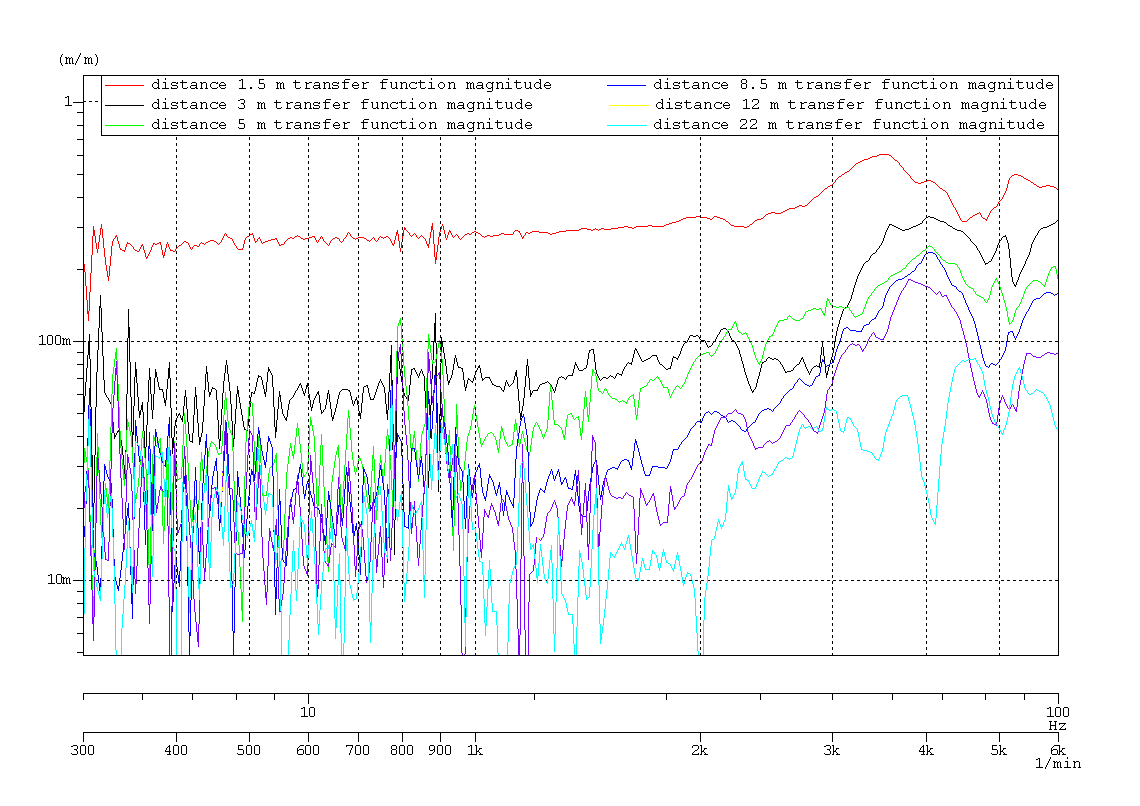 (m/m)
distance 1.5 m transfer function magnitude
distance 8.5 m transfer function magnitude
1
distance 3 m transfer function magnitude
distance 12 m transfer function magnitude
distance 5 m transfer function magnitude
distance 22 m transfer function magnitude
100m
10m
10 100
Hz
300 400 500 600 700 800 900 1k 2k 3k 4k 5k 6k
1/min